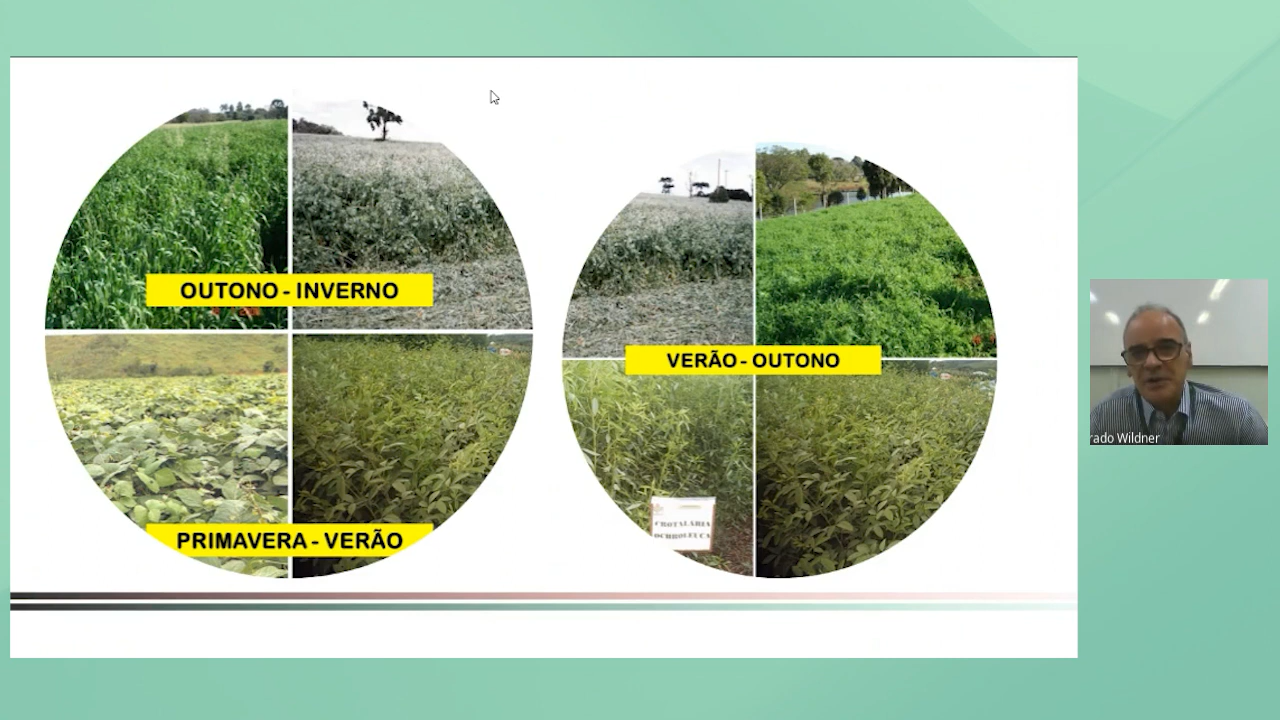 OUTONO - INVERNO
PRIMAVERA - VERÃO
VERÃO - OUTONO
CROTALARIA
OCHROLEUCA
rado Wildner